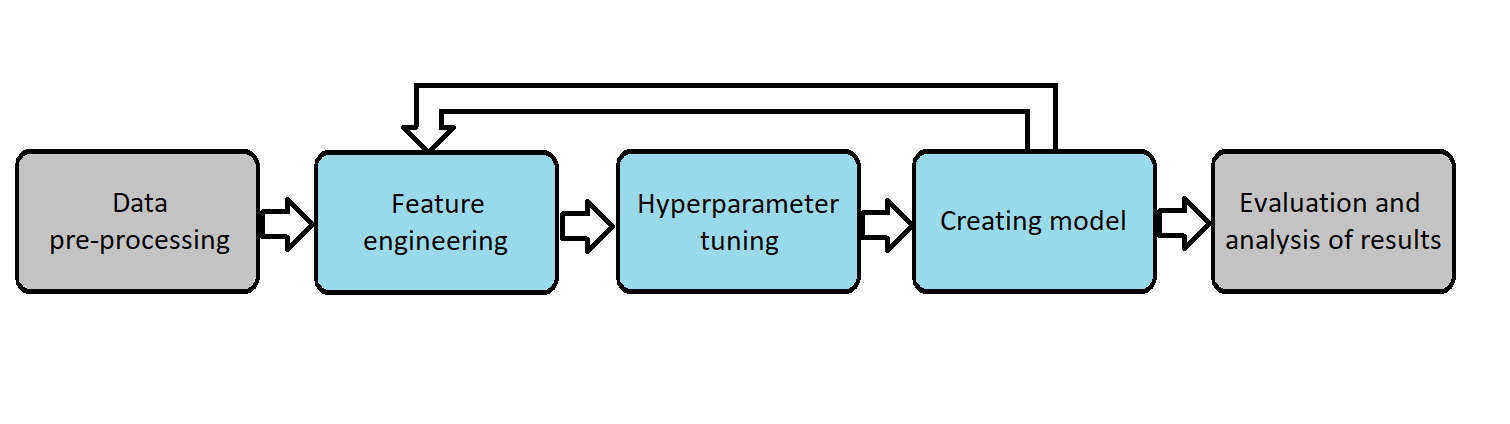 Data
pre-processing
Feature
engineering
Hyperparameter
tuning
Creating model
Evaluation and
analysis of results